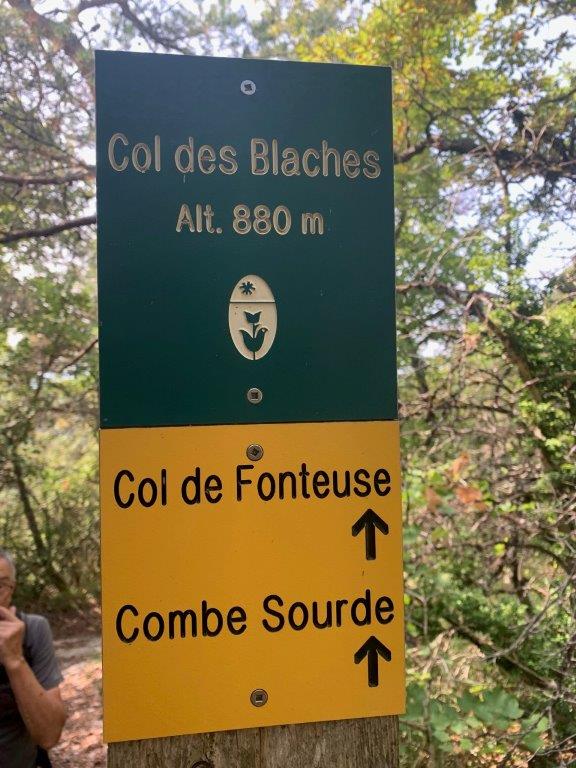 Col des Blaches
Alt. 880 m
Col de Fonteuse
Combe Sourde